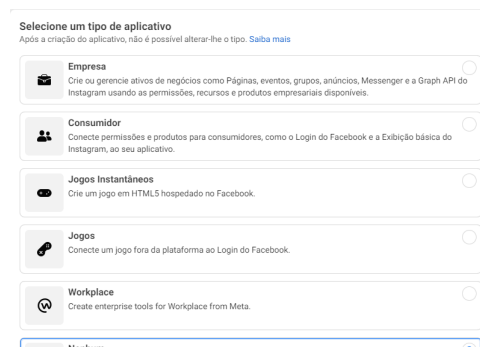 Selecione um tipo de aplicativo
Após a criação do aplicativo, não é possível alterar-lhe o tipo. Saiba mais
Empresa
Crie ou gerencie ativos de negócios como Páginas, eventos, grupos, anúncios, Messenger e a Graph API do
Instagram usando as permissões, recursos e produtos empresariais disponíveis.
Consumidor
Conecte permissões e produtos para consumidores, como o Login do Facebook e a Exibição básica do
Instagram, ao seu aplicativo.
Jogos Instantâneos
Crie um jogo em HTML5 hospedado no Facebook.
Jogos
Conecte um jogo fora da plataforma ao Login do Facebook.
Workplace
Create enterprise tools for Workplace from Meta.